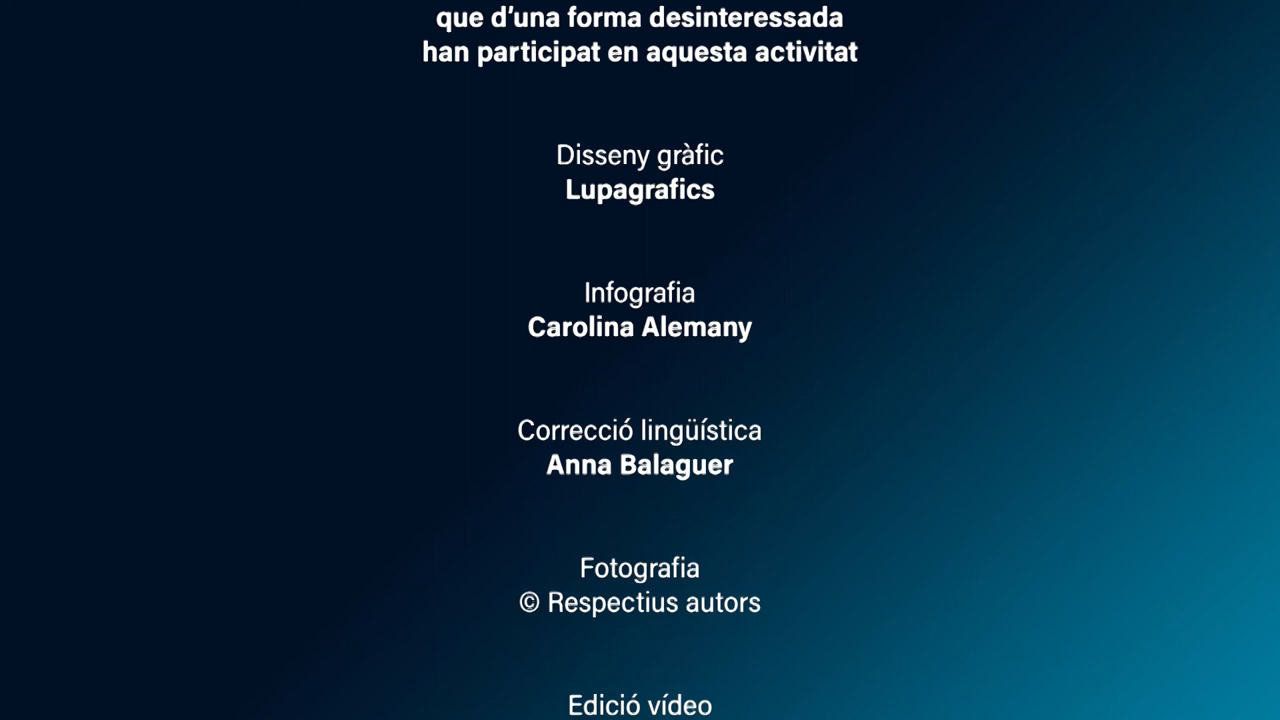 que d’una forma desinteressada
han participat en aquesta activitat
Disseny gràfic
Lupagrafics
Infografia
Carolina Alemany
Correcció lingüística
Anna Balaguer
Fotografia
© Respectius autors
Edició vídeo